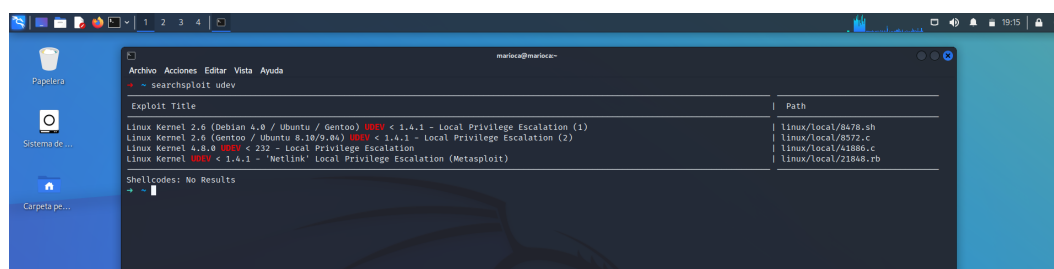 1 2 3 4
19:15
marioca@marioca:~
Papelera
Archivo Acciones Editar Vista Ayuda
→ ~ searchsploit udev
Exploit Title | Path
Linux Kernel 2.6 (Debian 4.0 / Ubuntu / Gentoo) UDEV < 1.4.1 - Local Privilege Escalation (1) | linux/local/8478.sh
Linux Kernel 2.6 (Gentoo / Ubuntu 8.10/9.04) UDEV < 1.4.1 - Local Privilege Escalation (2) | linux/local/8572.c
Linux Kernel 4.8.0 UDEV < 232 - Local Privilege Escalation | linux/local/41886.c
Linux Kernel UDEV < 1.4.1 - 'Netlink' Local Privilege Escalation (Metasploit) | linux/local/21848.rb
Shellcodes: No Results
→ ~
Sistema de ...
Carpeta pe...